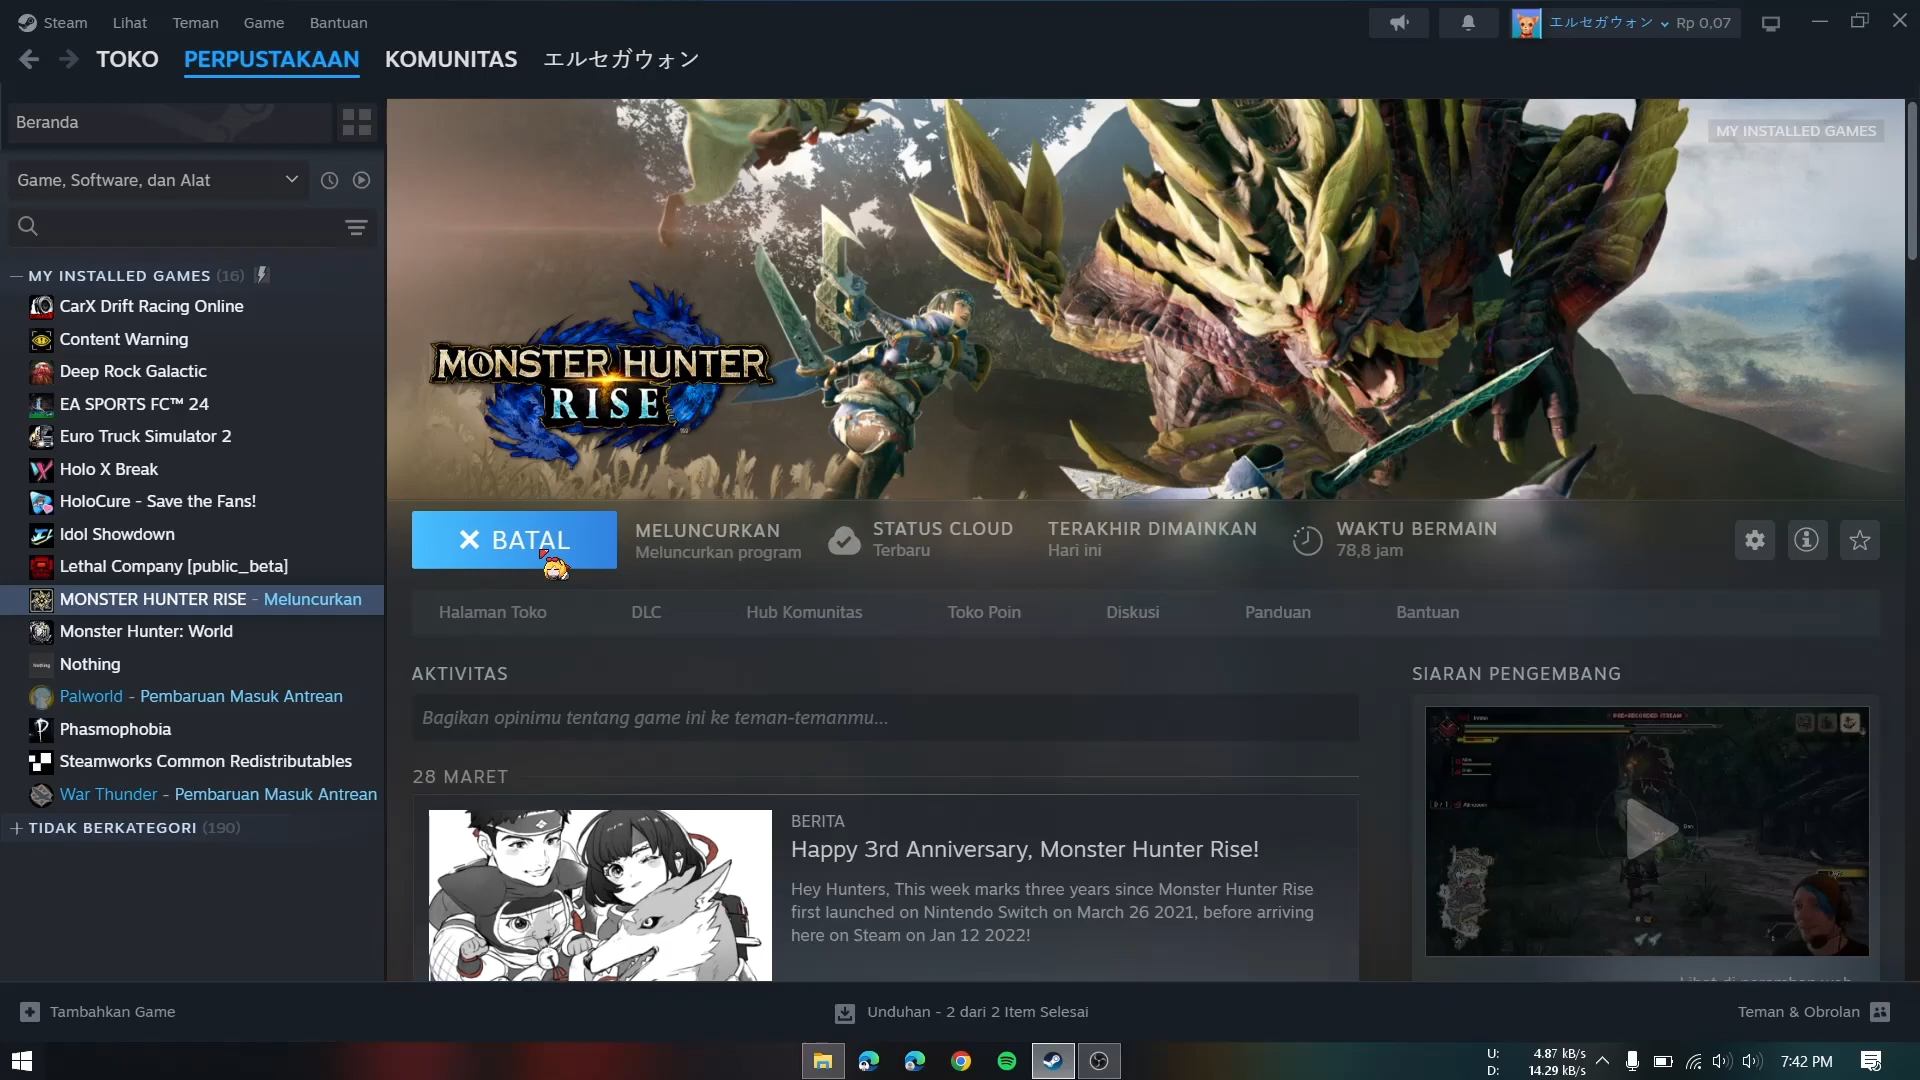 Steam Lihat Teman Game Bantuan
エルセガウォン Rp 0,07
TOKO PERPUSTAKAAN KOMUNITAS エルセガウォン
Beranda
MY INSTALLED GAMES
Game, Software, dan Alat
MY INSTALLED GAMES (16)
CarX Drift Racing Online
Content Warning
Deep Rock Galactic
EA SPORTS FC™ 24
Euro Truck Simulator 2
Holo X Break
HoloCure - Save the Fans!
Idol Showdown
Lethal Company [public_beta]
MONSTER HUNTER RISE - Meluncurkan
Monster Hunter: World
Nothing
Palworld - Pembaruan Masuk Antrean
Phasmophobia
Steamworks Common Redistributables
War Thunder - Pembaruan Masuk Antrean
TIDAK BERKATEGORI (190)
MONSTER HUNTER
RISE
BATAL
MELUNCURKAN
Meluncurkan program
STATUS CLOUD
Terbaru
TERAKHIR DIMAINKAN
Hari ini
WAKTU BERMAIN
78,8 jam
Halaman Toko DLC Hub Komunitas Toko Poin Diskusi Panduan Bantuan
AKTIVITAS
Bagikan opinimu tentang game ini ke teman-temanmu...
28 MARET
BERITA
Happy 3rd Anniversary, Monster Hunter Rise!
Hey Hunters, This week marks three years since Monster Hunter Rise
first launched on Nintendo Switch on March 26 2021, before arriving
here on Steam on Jan 12 2022!
SIARAN PENGEMBANG
PRE-RECORDED STREAM
Tambahkan Game
Unduhan - 2 dari 2 Item Selesai
Teman & Obrolan
U: 4.87 kB/s
D: 14.29 kB/s
7:42 PM